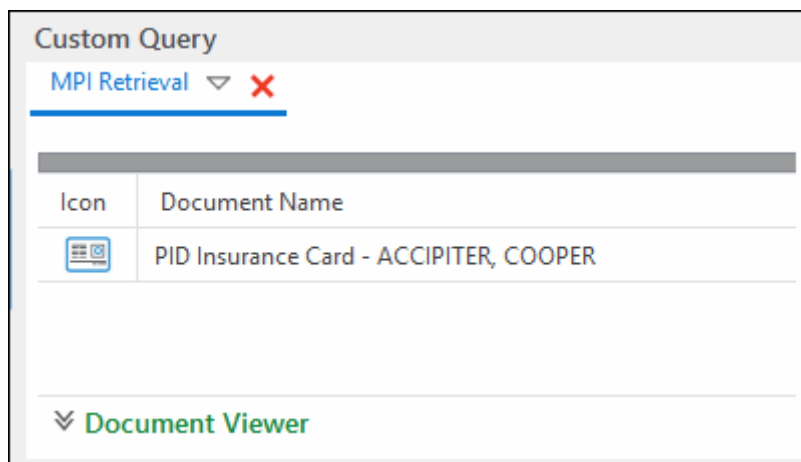 Custom Query
MPI Retrieval
Icon Document Name
PID Insurance Card - ACCIPITER, COOPER
Document Viewer